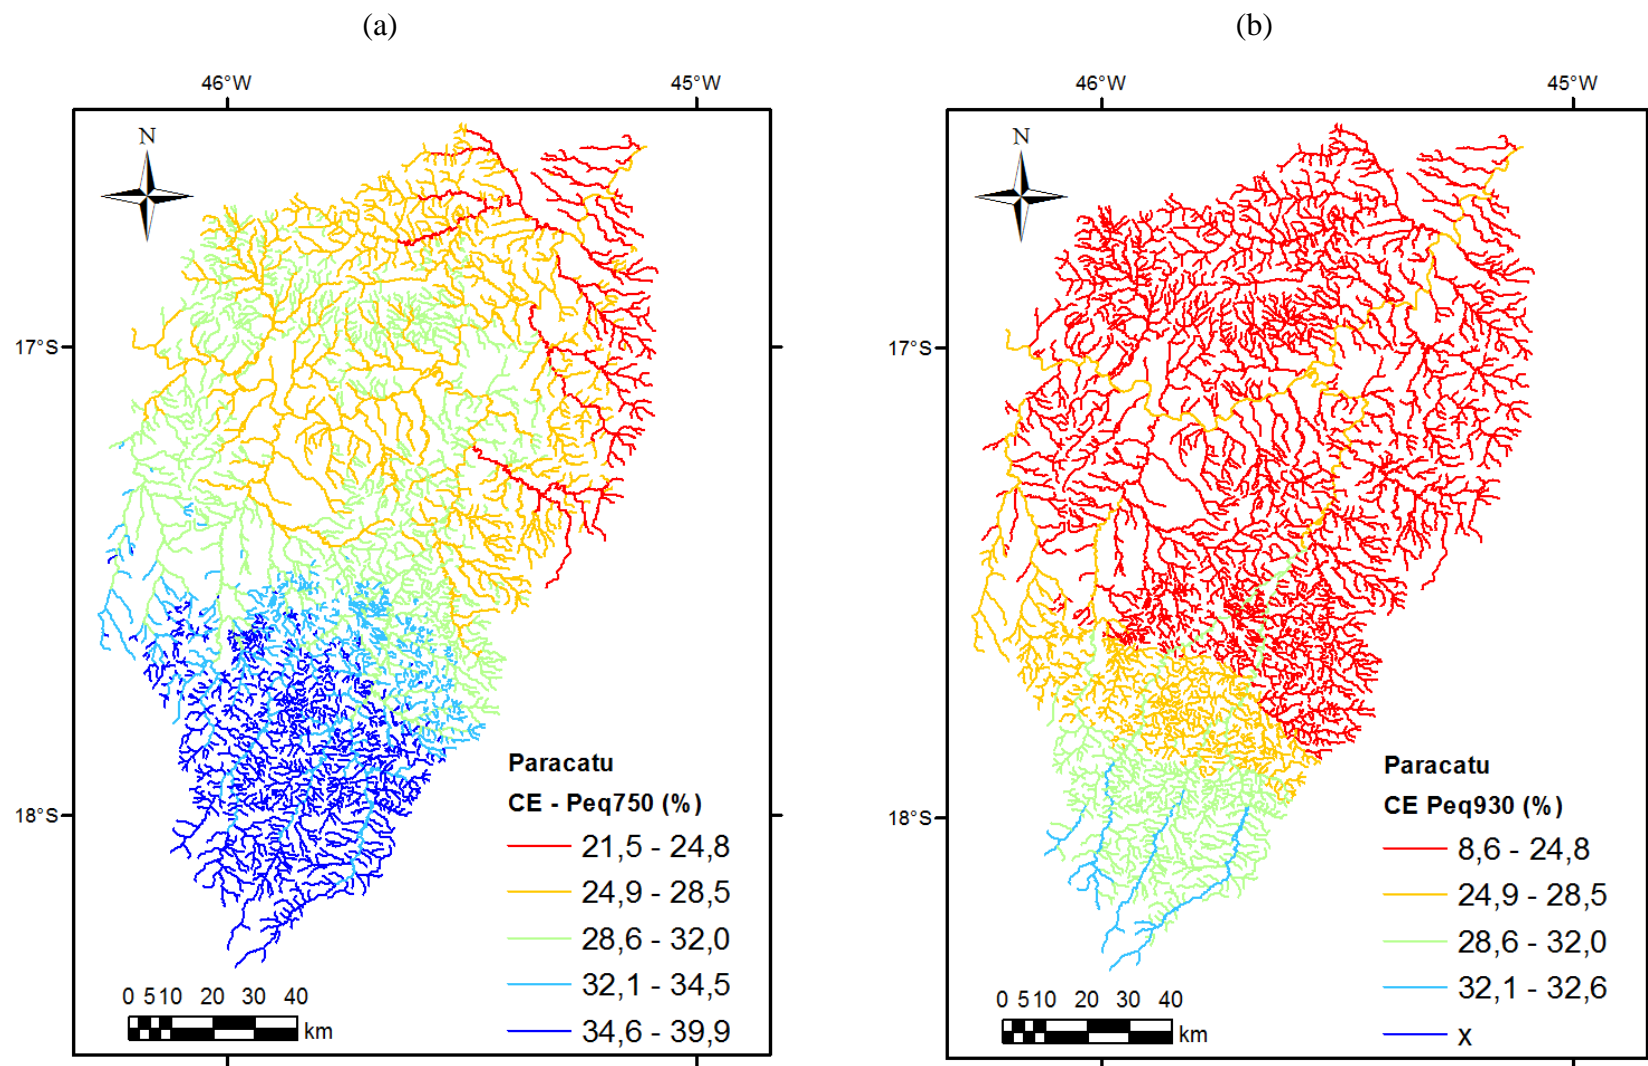 (a)
46°W 45°W
N
17°S
18°S
Paracatu
CE - Peq750 (%)
21,5 - 24,8
24,9 - 28,5
28,6 - 32,0
32,1 - 34,5
34,6 - 39,9
0 5 10 20 30 40
km
(b)
46°W 45°W
N
17°S
18°S
Paracatu
CE Peq930 (%)
8,6 - 24,8
24,9 - 28,5
28,6 - 32,0
32,1 - 32,6
x
0 5 10 20 30 40
km